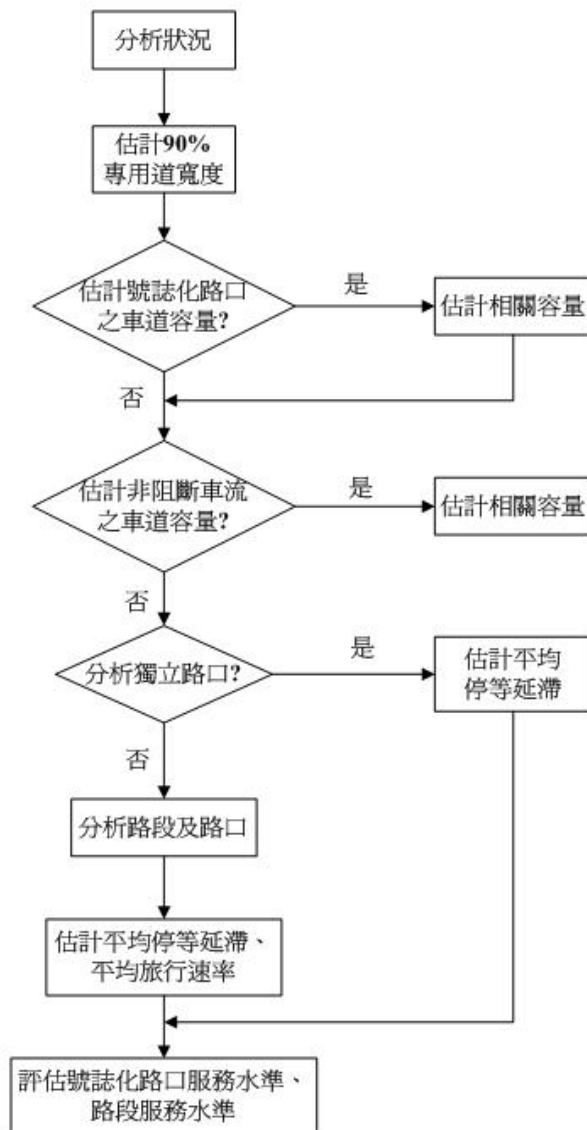 分析狀況
估計90%
專用道寬度
估計號誌化路口
之車道容量?
是
估計相關容量
否
估計非阻斷車流
之車道容量?
是
估計相關容量
否
分析獨立路口?
是
估計平均
停等延滯
否
分析路段及路口
估計平均停等延滯、
平均旅行速率
評估號誌化路口服務水準、
路段服務水準